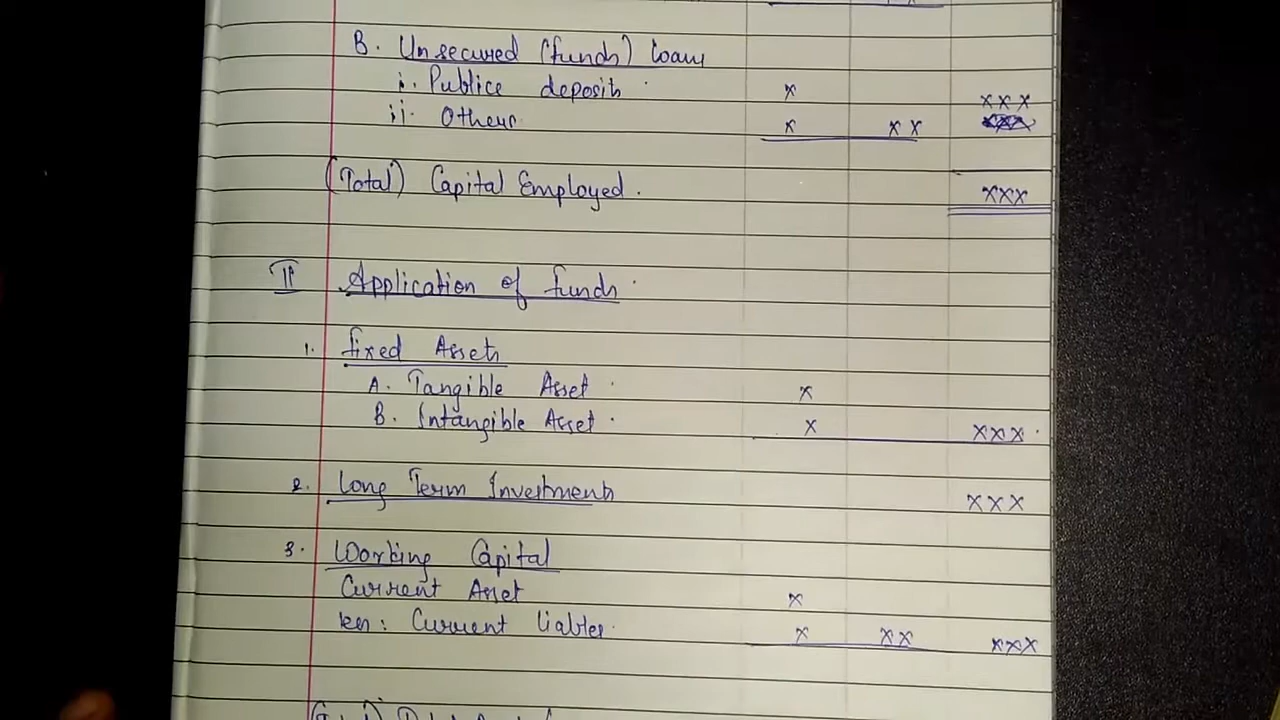 B. Unsecured (funds) loans
i. Publice deposits x xxx
ii. Others x xx
(Total) Capital Employed. xxx
II Application of funds
1. fixed Assets
A. Tangible Asset x
B. Intangible Asset x xxx
2. Long Term Investments xxx
3. Working Capital
Current Asset x
Current x xx xxx